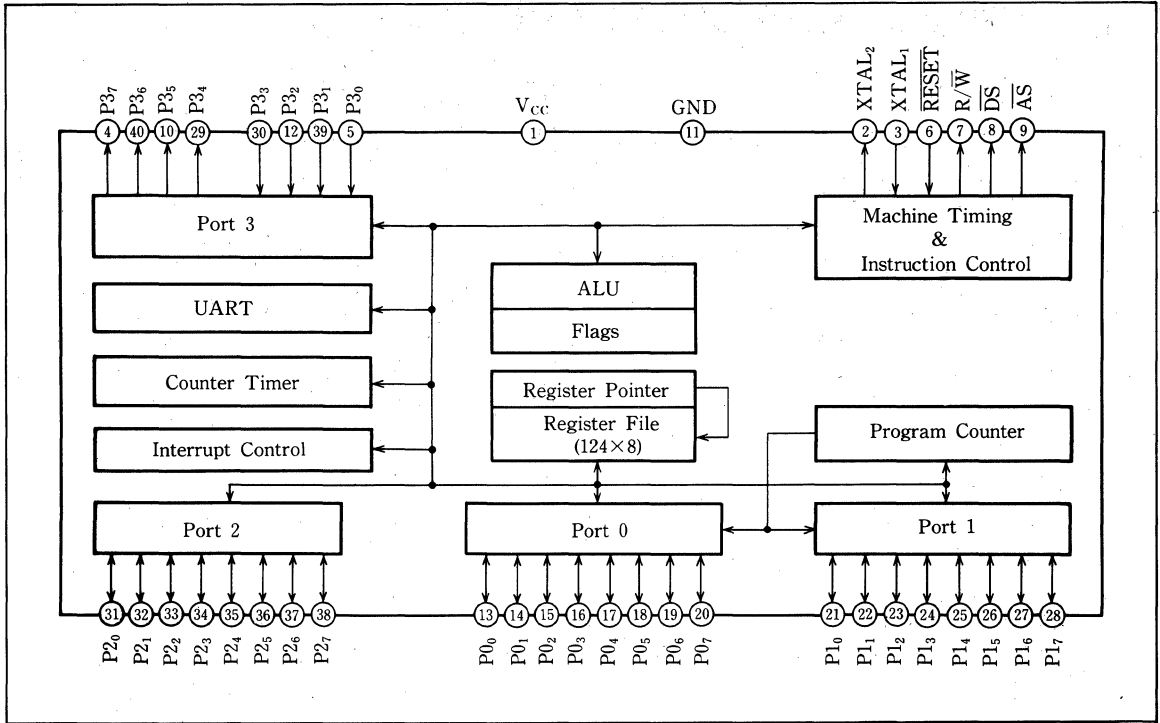 P3₇ P3₆ P3₅ P3₄ P3₃ P3₂ P3₁ P3₀ V_CC GND XTAL₂ XTAL₁ R̅E̅S̅E̅T̅ R/W̅ D̅S̅ A̅S̅
4 40 10 29 30 12 39 5 1 11 2 3 6 7 8 9
Port 3
Machine Timing
&
Instruction Control
ALU
Flags
UART
Counter Timer
Register Pointer
Register File
(124×8)
Interrupt Control
Program Counter
Port 2
Port 0
Port 1
31 32 33 34 35 36 37 38 13 14 15 16 17 18 19 20 21 22 23 24 25 26 27 28
P2₀ P2₁ P2₂ P2₃ P2₄ P2₅ P2₆ P2₇ P0₀ P0₁ P0₂ P0₃ P0₄ P0₅ P0₆ P0₇ P1₀ P1₁ P1₂ P1₃ P1₄ P1₅ P1₆ P1₇